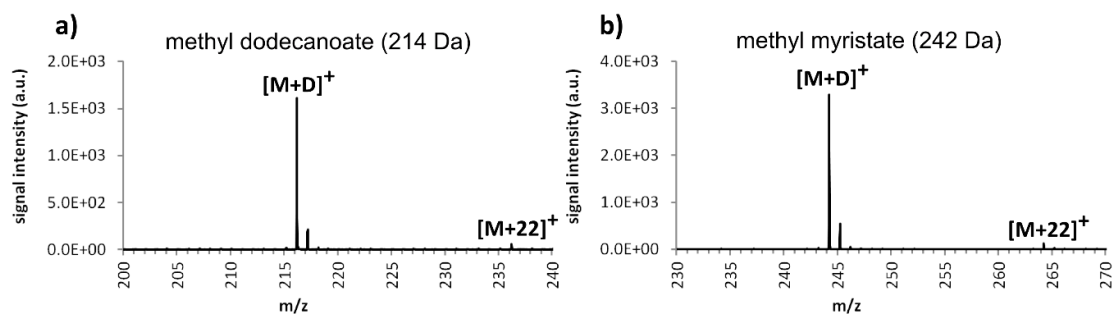 a)
methyl dodecanoate (214 Da)
signal intensity (a.u.)
2.0E+03
1.5E+03
1.0E+03
5.0E+02
0.0E+00
[M+D]+
[M+22]+
200
205
210
215
220
225
230
235
240
m/z
b)
methyl myristate (242 Da)
signal intensity (a.u.)
4.0E+03
3.0E+03
2.0E+03
1.0E+03
0.0E+00
[M+D]+
[M+22]+
230
235
240
245
250
255
260
265
270
m/z